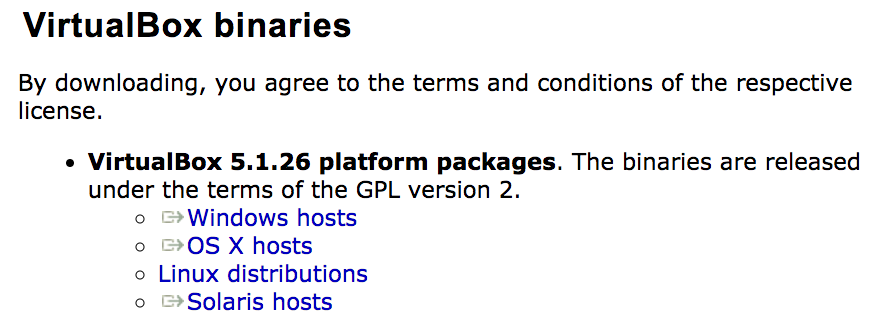 VirtualBox binaries
By downloading, you agree to the terms and conditions of the respective
license.
VirtualBox 5.1.26 platform packages. The binaries are released
under the terms of the GPL version 2.
Windows hosts
OS X hosts
Linux distributions
Solaris hosts